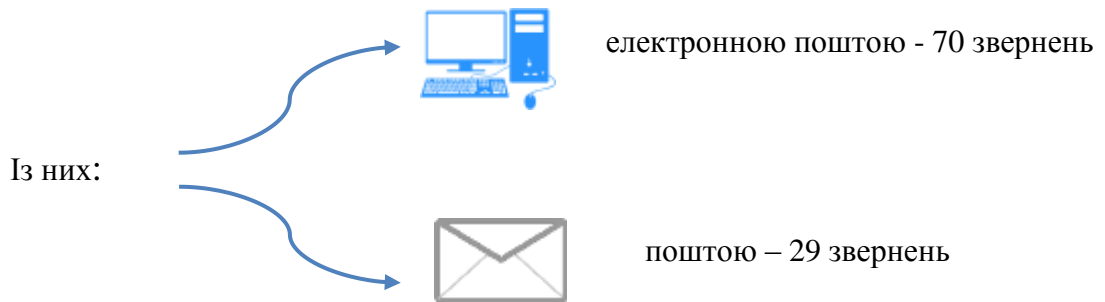 електронною поштою - 70 звернень
Із них:
поштою – 29 звернень